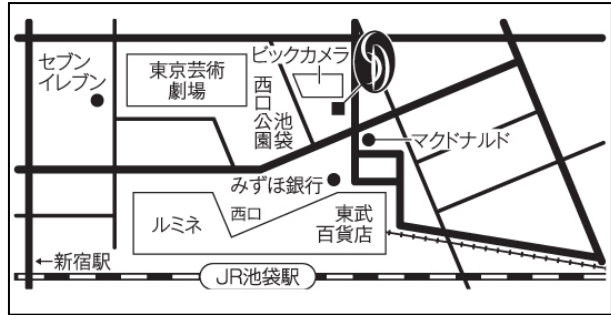 セブン
イレブン
東京芸術
劇場
ビックカメラ
池袋
西口公園
マクドナルド
みずほ銀行
ルミネ
西口
東武
百貨店
←新宿駅
JR池袋駅